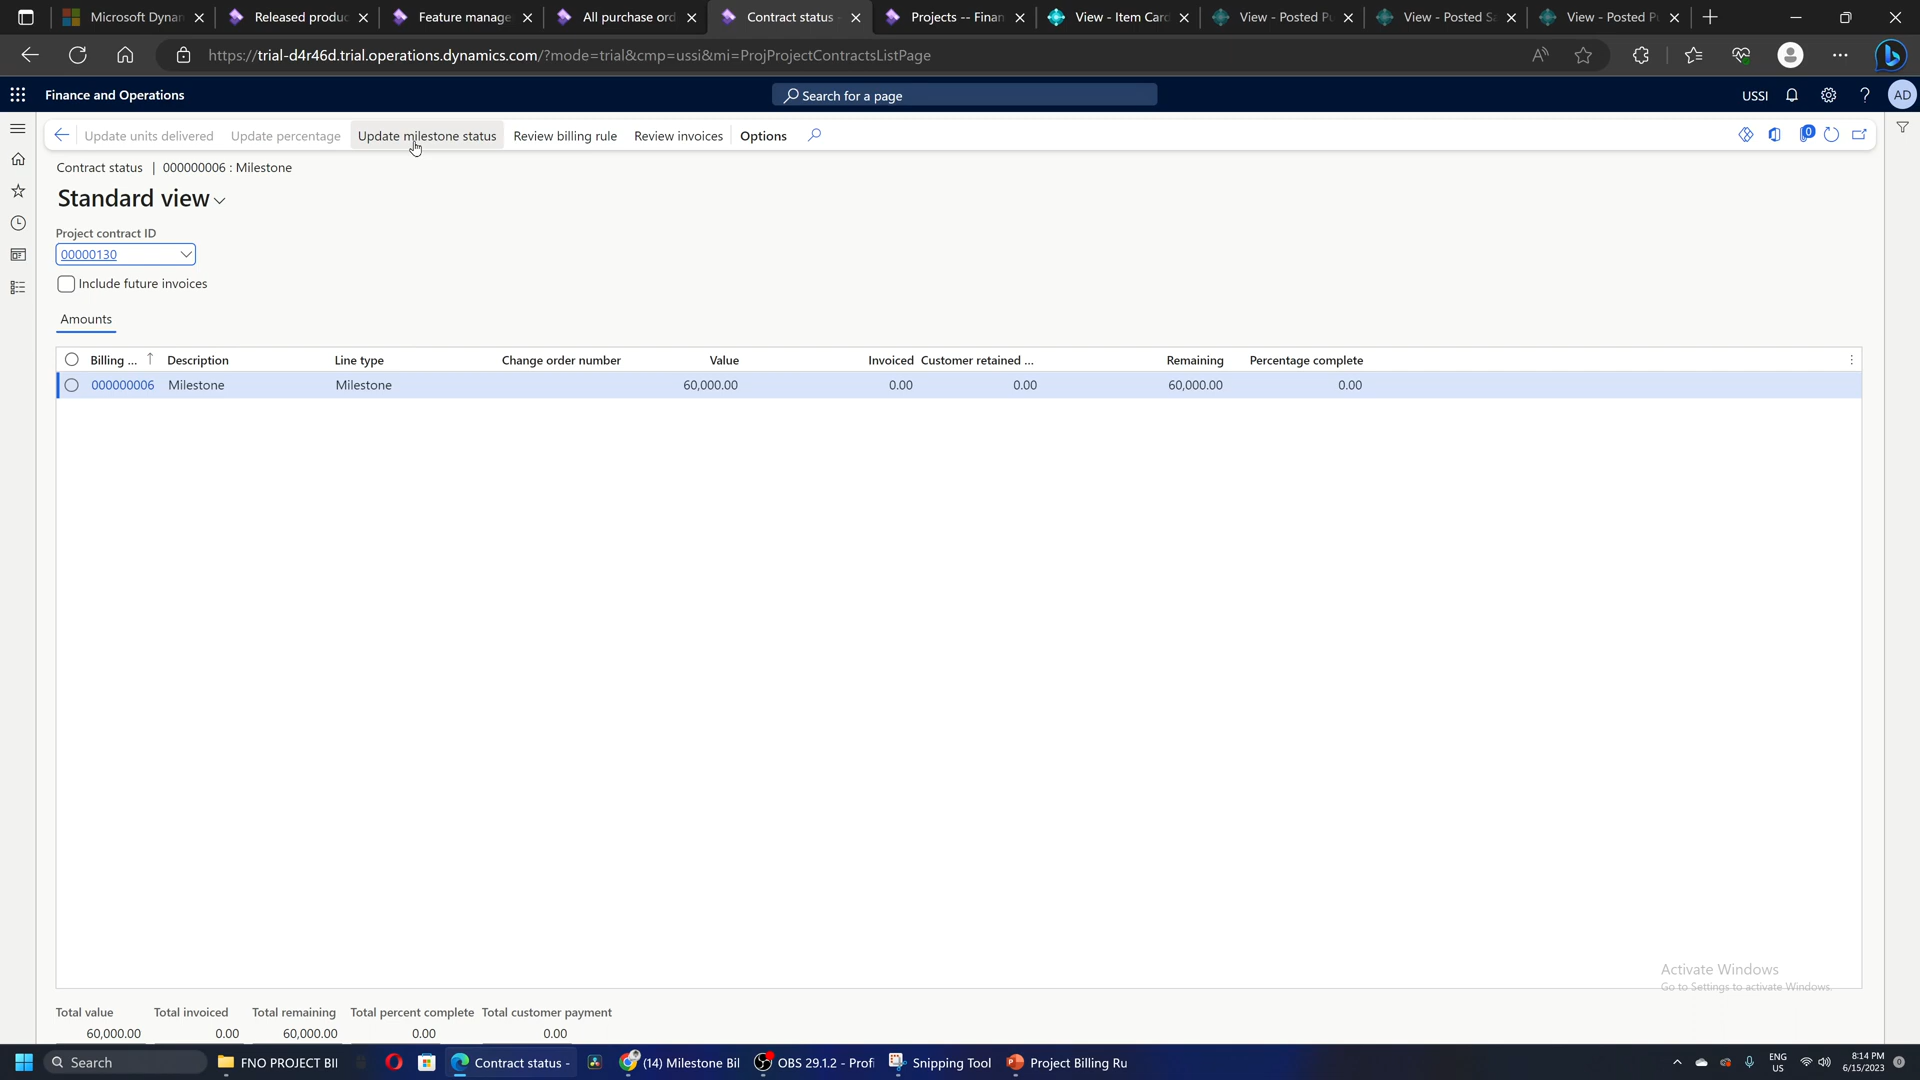 Microsoft Dynan
Released produc
Feature manage
All purchase ord
Contract status -
Projects -- Finan
View - Item Card
View - Posted Pu
View - Posted Sa
View - Posted Pu
https://trial-d4r46d.trial.operations.dynamics.com/?mode=trial&cmp=ussi&mi=ProjProjectContractsListPage
Finance and Operations
Search for a page
USSI
AD
Update units delivered Update percentage Update milestone status Review billing rule Review invoices Options
0
Contract status | 000000006 : Milestone
Standard view
Project contract ID
00000130
Include future invoices
Amounts
Billing ... Description Line type Change order number Value Invoiced Customer retained ... Remaining Percentage complete
000000006 Milestone Milestone 60,000.00 0.00 0.00 60,000.00 0.00
Activate Windows
Go to Settings to activate Windows.
Total value Total invoiced Total remaining Total percent complete Total customer payment
60,000.00 0.00 60,000.00 0.00 0.00
Search
FNO PROJECT BII
Contract status -
(14) Milestone Bil
OBS 29.1.2 - Profi
Snipping Tool
Project Billing Ru
ENG
US
8:14 PM
6/15/2023